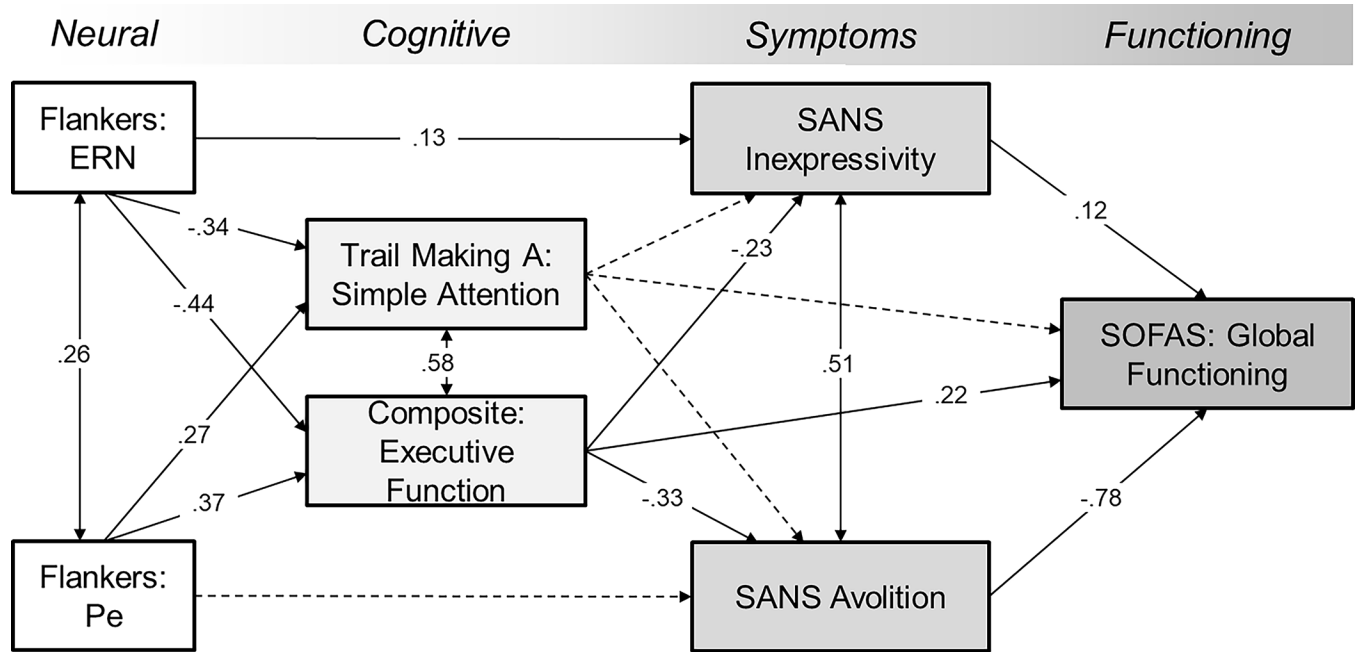 Neural
Cognitive
Symptoms
Functioning
Flankers:
ERN
.13
SANS
Inexpressivity
-.34
.12
Trail Making A:
Simple Attention
-.23
-.44
.26
.58
.51
SOFAS: Global
Functioning
.22
Composite:
Executive
Function
.27
.37
-.33
-.78
Flankers:
Pe
SANS Avolition